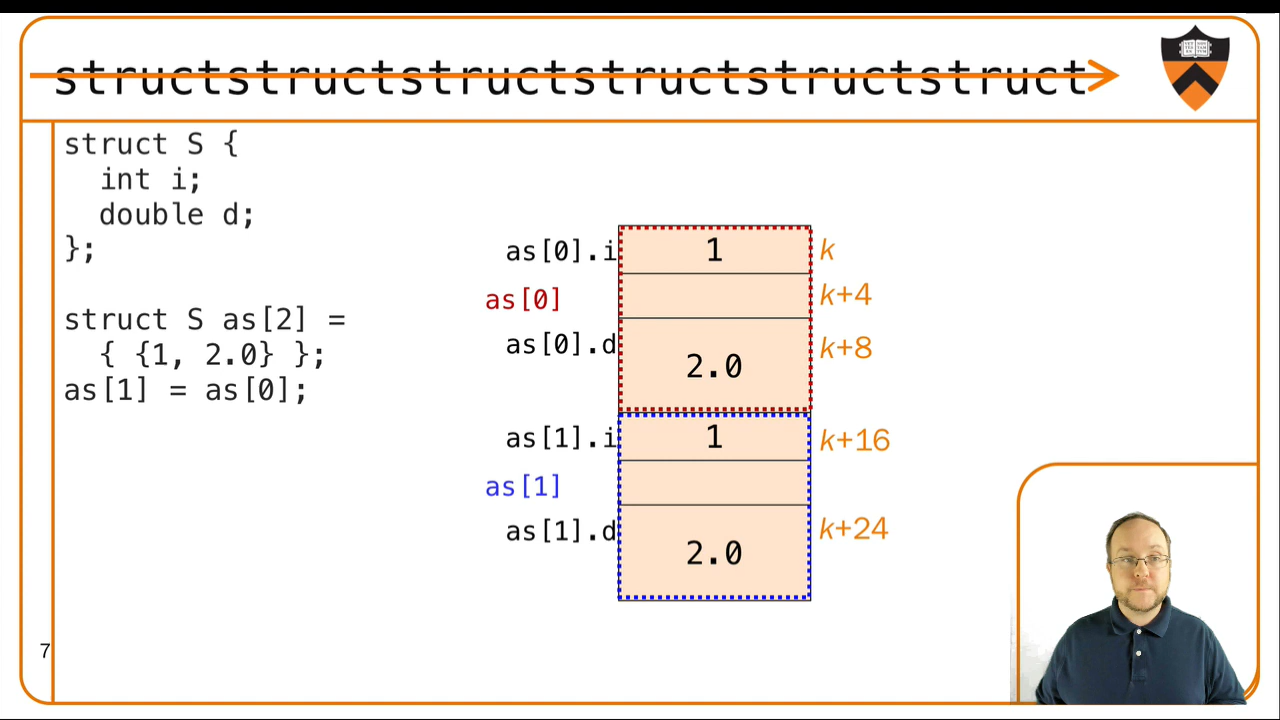 structstructstructstructstructstruct
struct S {
int i;
double d;
};
struct S as[2] =
{ {1, 2.0} };
as[1] = as[0];
as[0].i 1 k
as[0] k+4
as[0].d 2.0 k+8
as[1].i 1 k+16
as[1]
as[1].d 2.0 k+24
7